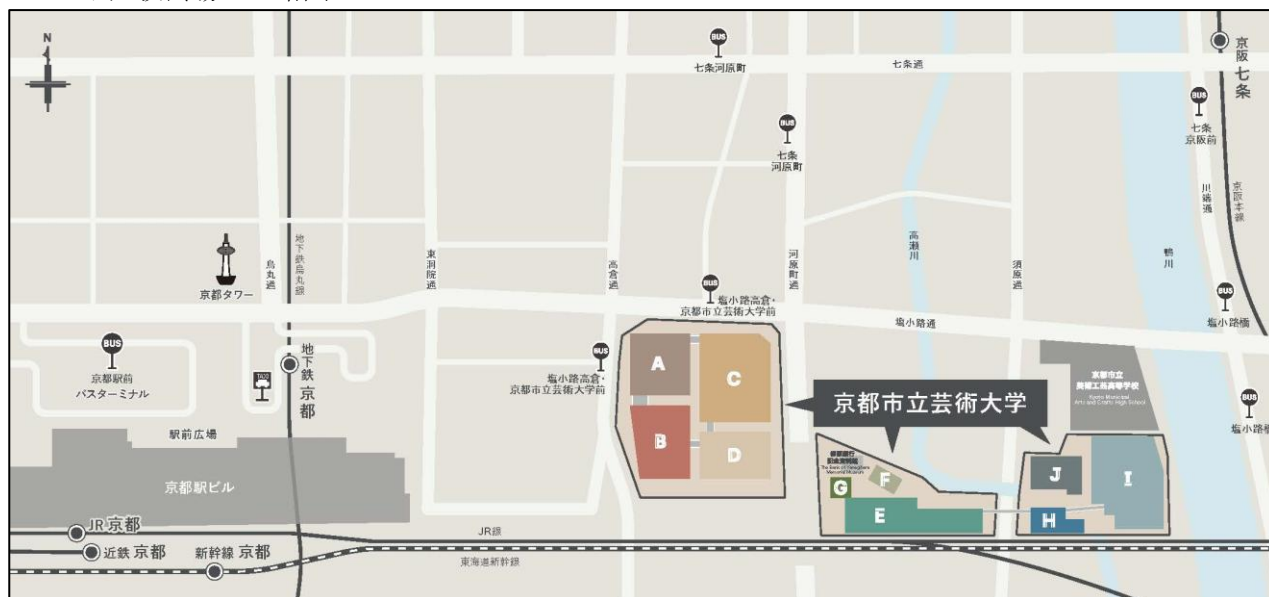 N
BUS
七条河原町
七条通
京阪 七条
BUS
七条
河原町
BUS
七条
京阪前
川端通
京阪本線
京都タワー
烏丸通
地下鉄烏丸線
東洞院通
高倉通
河原町通
高瀬川
須原通
鴨川
BUS
塩小路高倉・
京都市立芸術大学前
塩小路通
BUS
塩小路橋
BUS
京都駅前
バスターミナル
TAXI
地下鉄 京都
BUS
塩小路高倉・
京都市立芸術大学前
A
C
B
D
京都市立
美術工芸高等学校
Kyoto Municipal
Arts and Crafts High School
BUS
塩小路橋
京都市立芸術大学
駅前広場
京都駅ビル
G
F
E
J
I
H
JR 京都
近鉄 京都
新幹線 京都
JR線
東海道新幹線